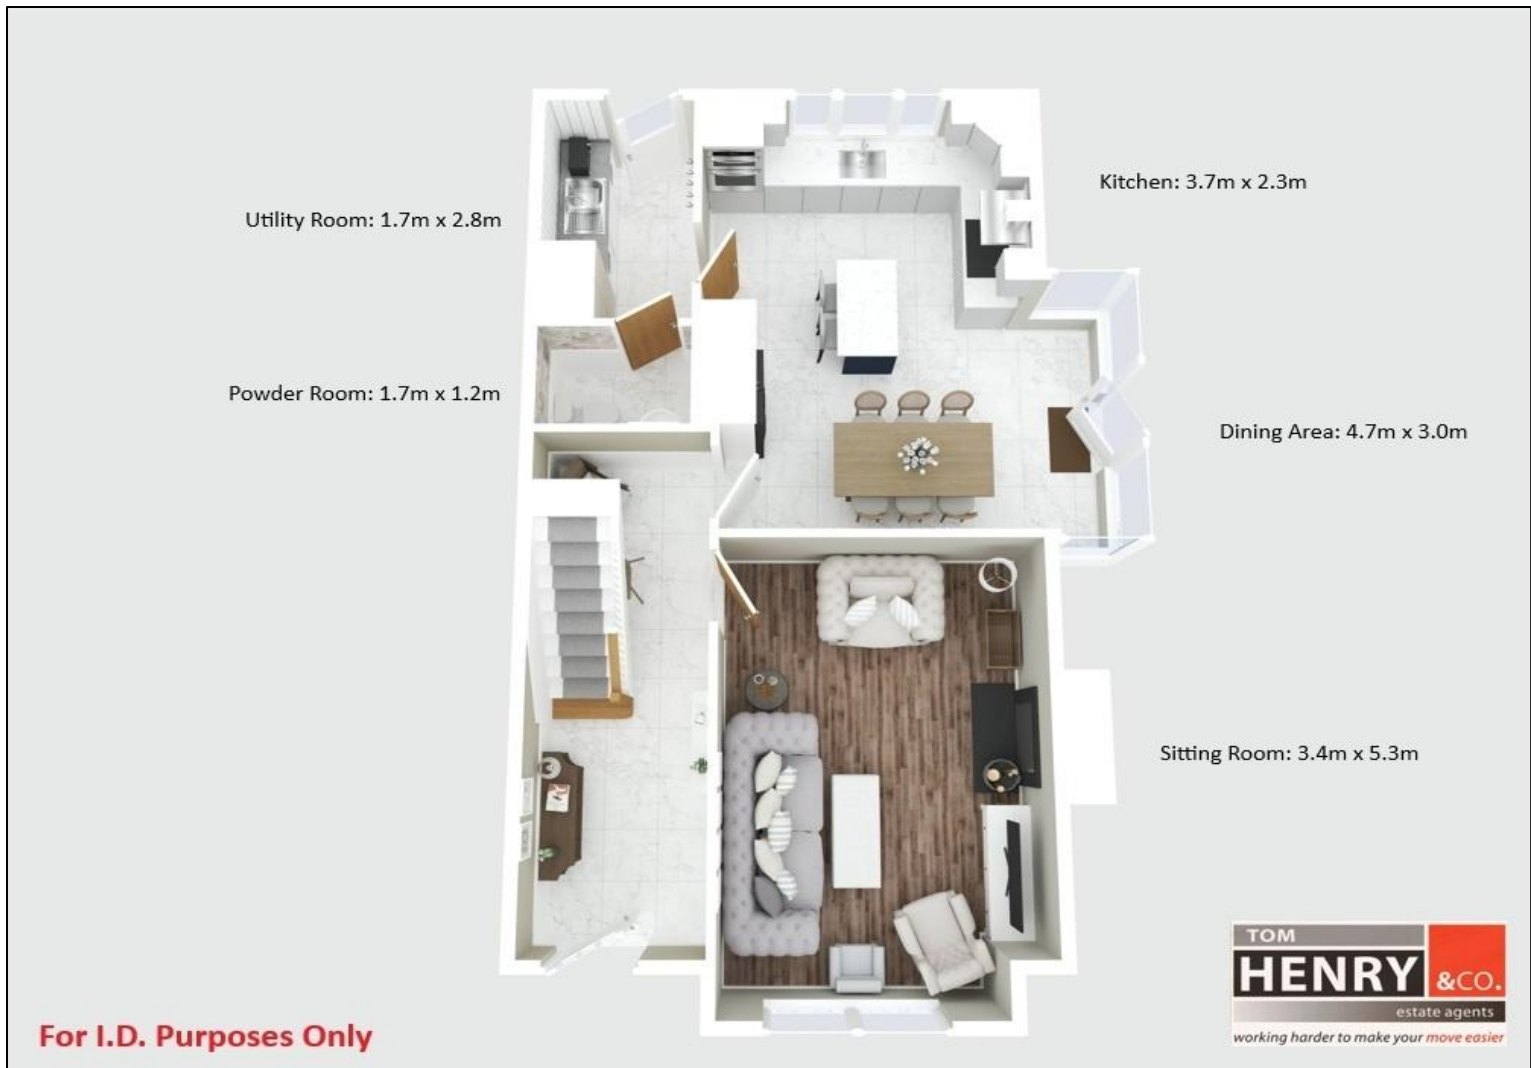 Kitchen: 3.7m x 2.3m
Utility Room: 1.7m x 2.8m
Powder Room: 1.7m x 1.2m
Dining Area: 4.7m x 3.0m
Sitting Room: 3.4m x 5.3m
For I.D. Purposes Only
TOM
HENRY &CO.
estate agents
working harder to make your move easier